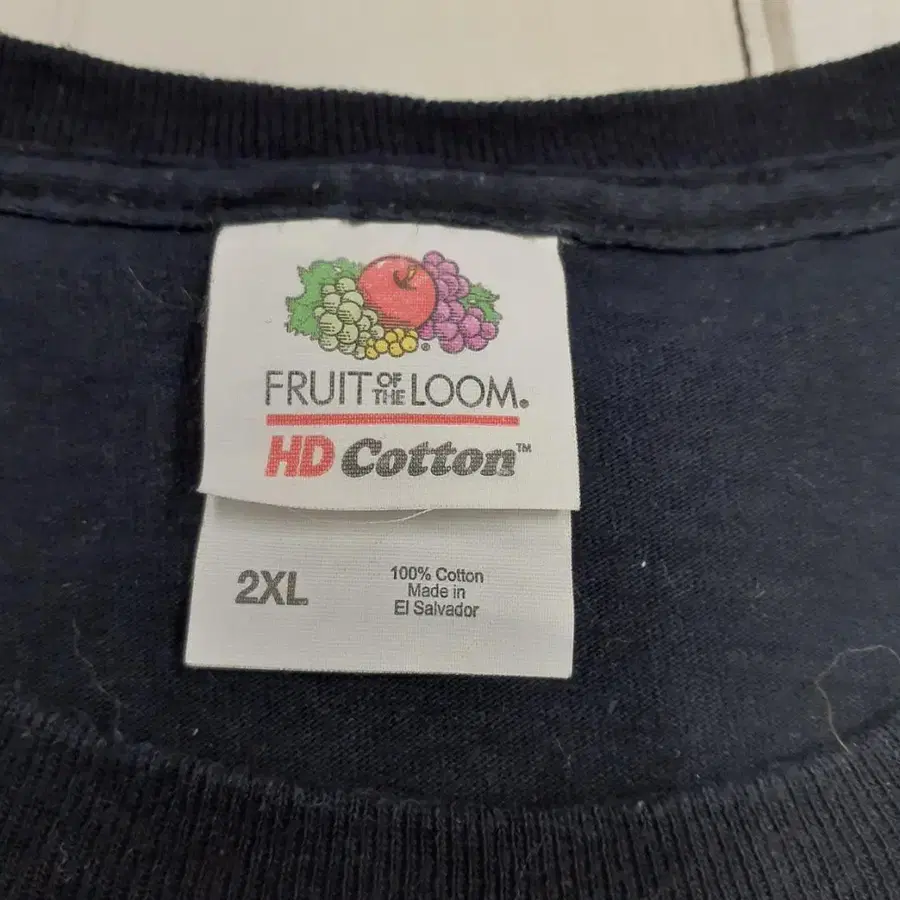 FRUIT OF THE LOOM®
HD Cotton™
2XL
100% Cotton
Made in
El Salvador